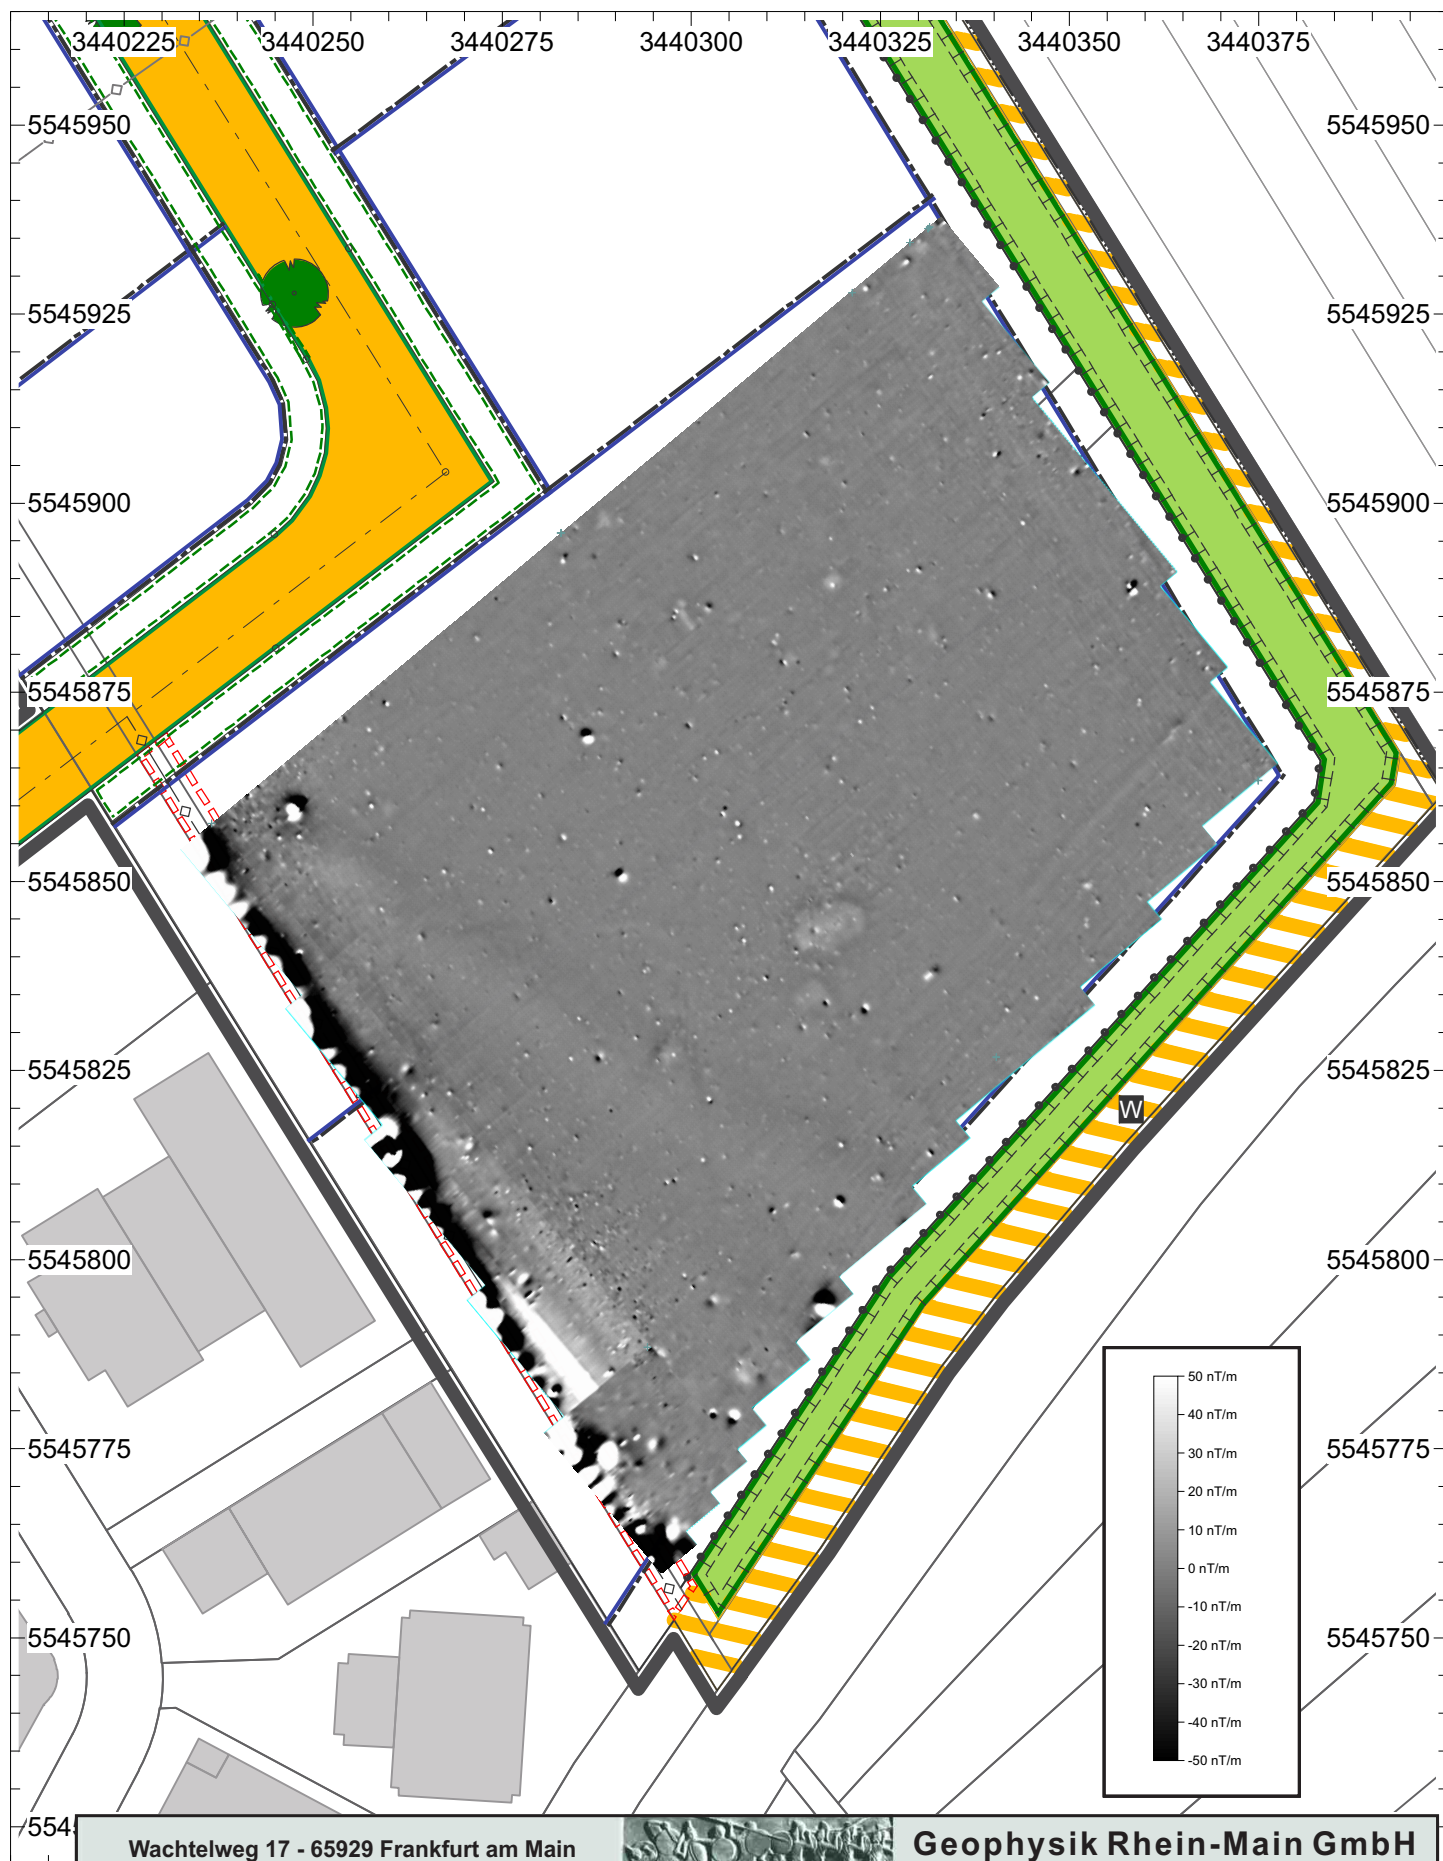 3440225 3440250 3440275 3440300 3440325 3440350 3440375
5545950 5545950
5545925 5545925
5545900 5545900
5545875 5545875
5545850 5545850
5545825 5545825
W
5545800 5545800
50 nT/m
40 nT/m
5545775 5545775
30 nT/m
20 nT/m
10 nT/m
0 nT/m
-10 nT/m
5545750 5545750
-20 nT/m
-30 nT/m
-40 nT/m
-50 nT/m
Wachtelweg 17 - 65929 Frankfurt am Main
Geophysik Rhein-Main GmbH